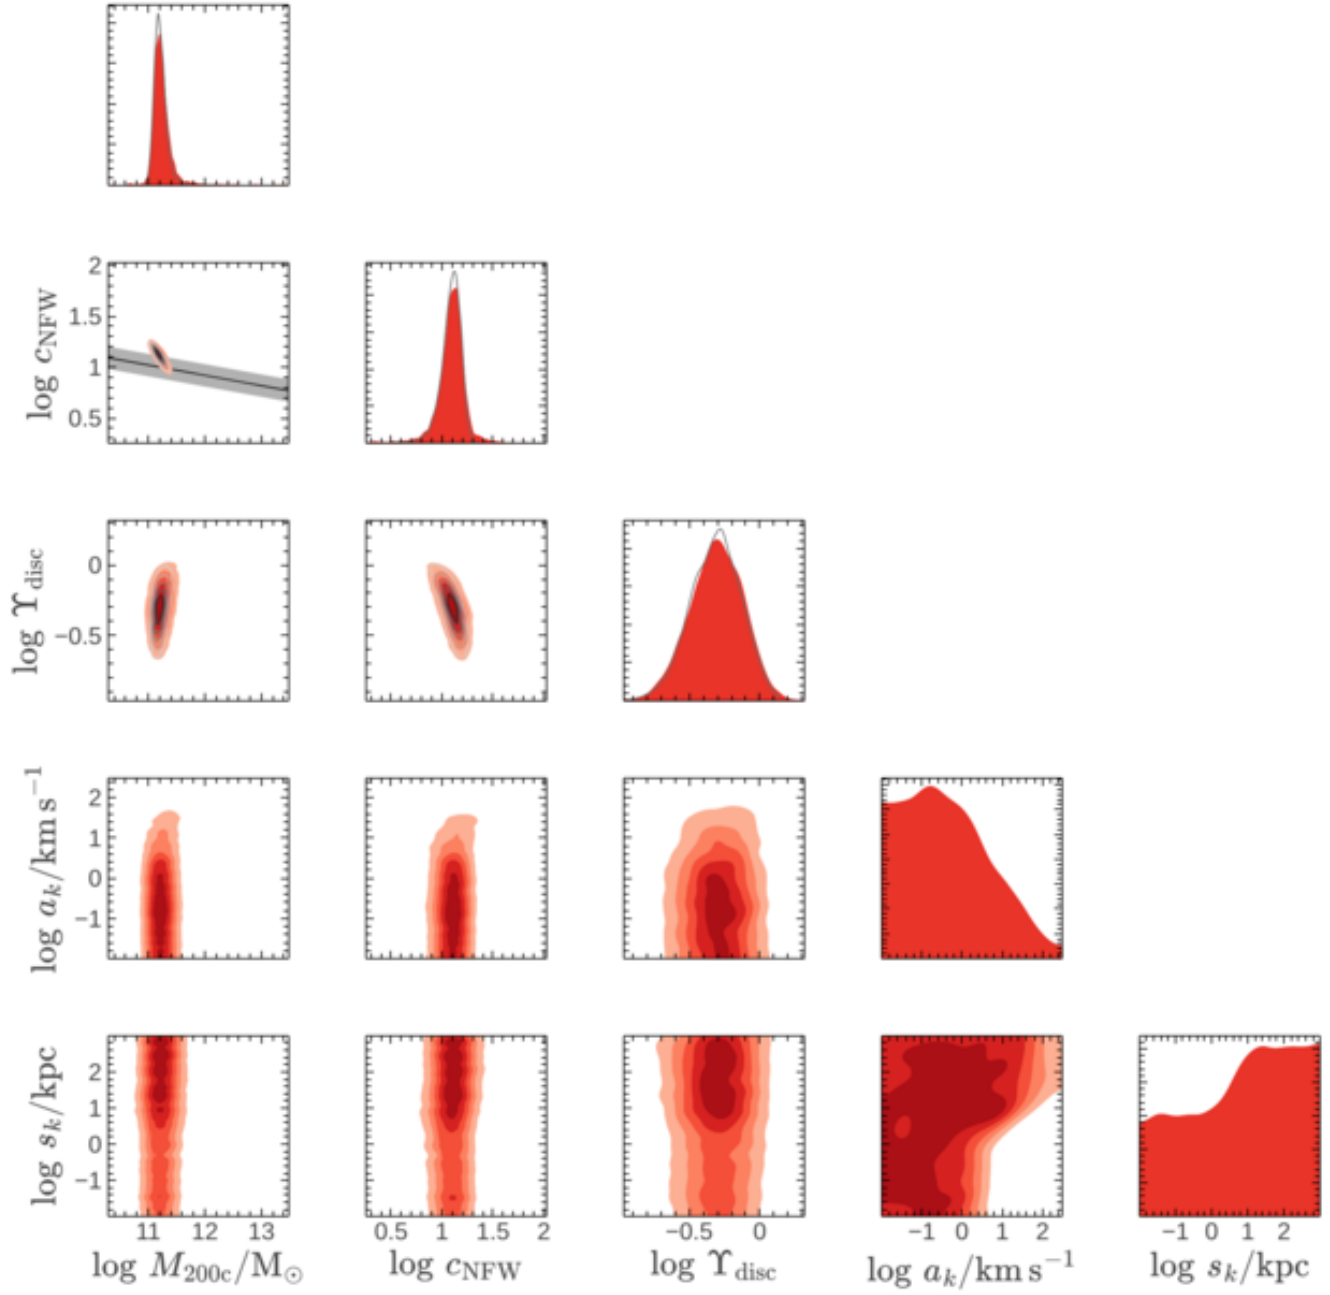 2
1.5
1
0.5
log c_NFW
0
−0.5
log ϒ_disc
2
1
0
−1
log a_k/km s^−1
2
1
0
−1
log s_k/kpc
11 12 13
0.5 1 1.5 2
−0.5 0
−1 0 1 2
−1 0 1 2
log M_200c/M_⊙
log c_NFW
log ϒ_disc
log a_k/km s^−1
log s_k/kpc